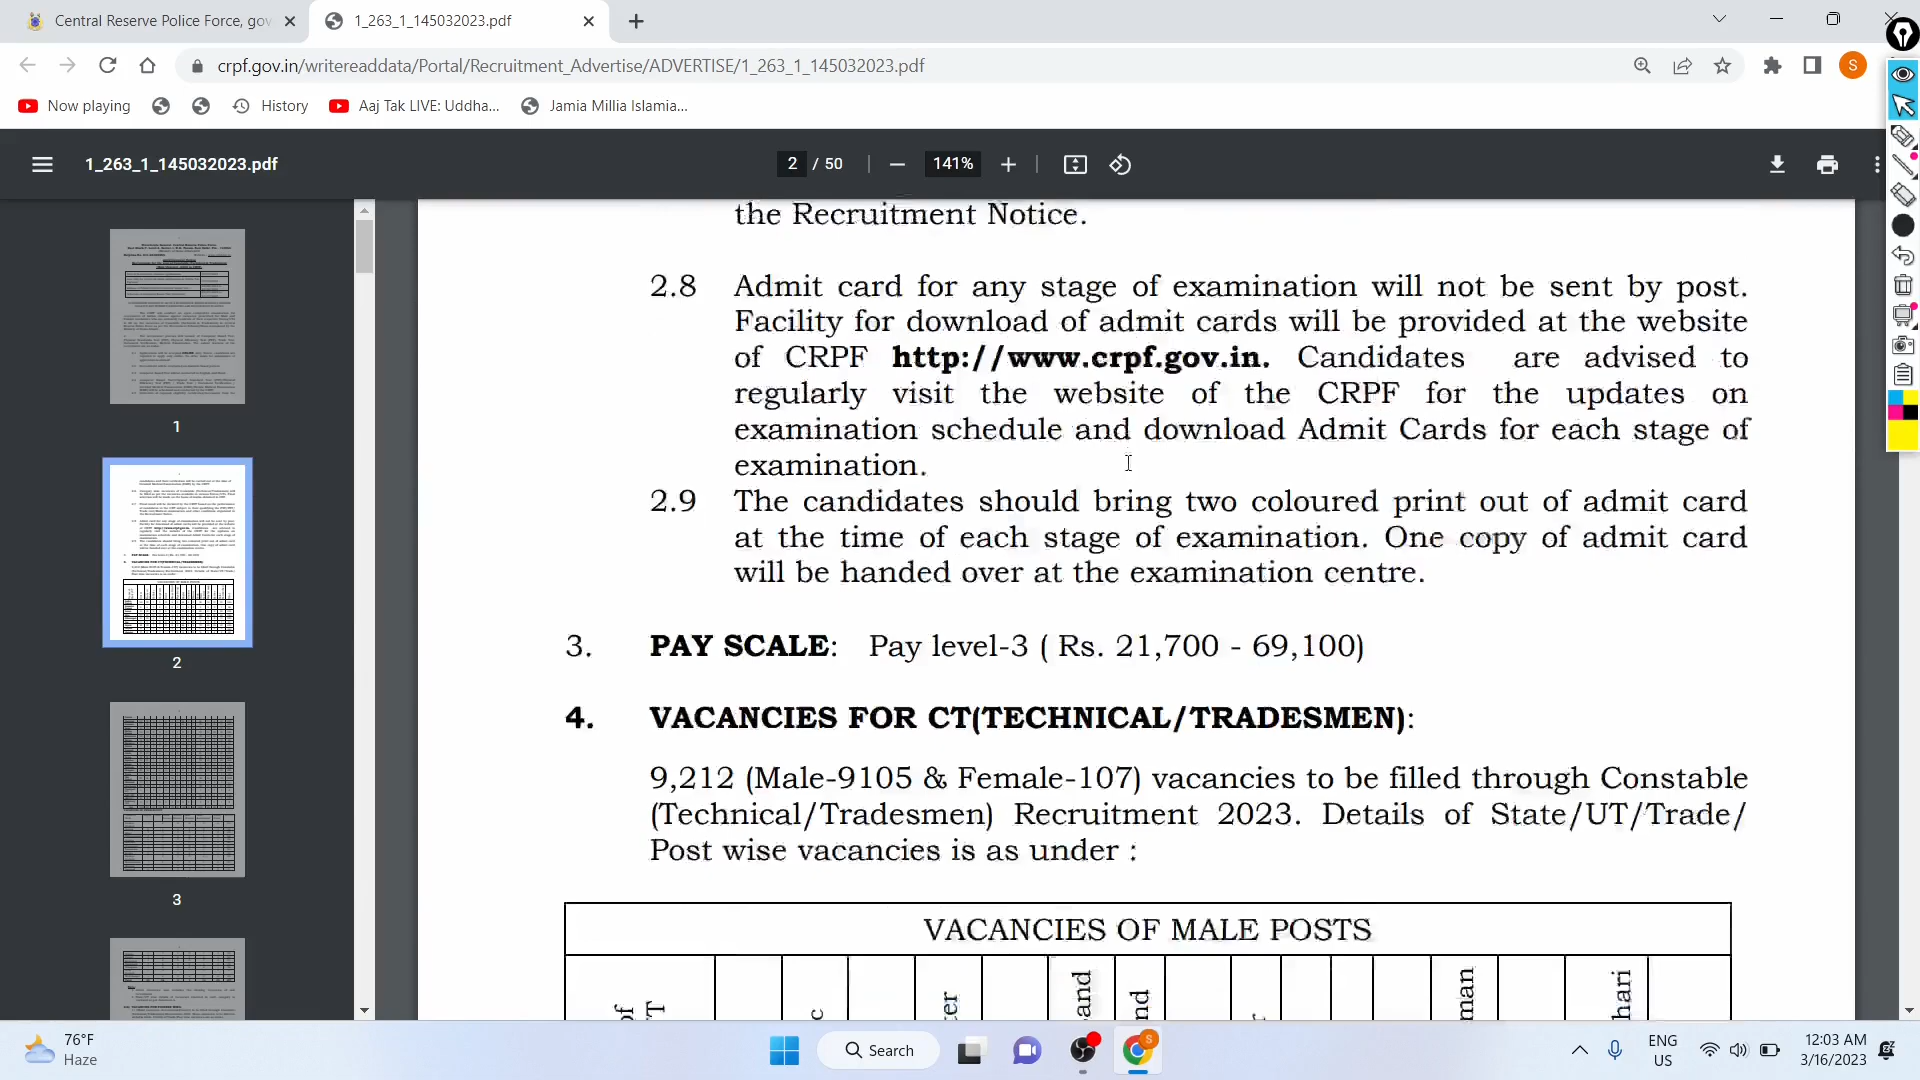 Central Reserve Police Force, gov
1_263_1_145032023.pdf
crpf.gov.in/writereaddata/Portal/Recruitment_Advertise/ADVERTISE/1_263_1_145032023.pdf
S
Now playing
History
Aaj Tak LIVE: Uddha...
Jamia Millia Islamia...
1_263_1_145032023.pdf
2 / 50
141%
the Recruitment Notice.
2.8 Admit card for any stage of examination will not be sent by post.
Facility for download of admit cards will be provided at the website
of CRPF http://www.crpf.gov.in. Candidates are advised to
regularly visit the website of the CRPF for the updates on
examination schedule and download Admit Cards for each stage of
examination.
2.9 The candidates should bring two coloured print out of admit card
at the time of each stage of examination. One copy of admit card
will be handed over at the examination centre.
3. PAY SCALE: Pay level-3 ( Rs. 21,700 - 69,100)
4. VACANCIES FOR CT(TECHNICAL/TRADESMEN):
9,212 (Male-9105 & Female-107) vacancies to be filled through Constable
(Technical/Tradesmen) Recruitment 2023. Details of State/UT/Trade/
Post wise vacancies is as under :
VACANCIES OF MALE POSTS
1
2
3
76°F
Haze
Search
S
ENG
US
12:03 AM
3/16/2023